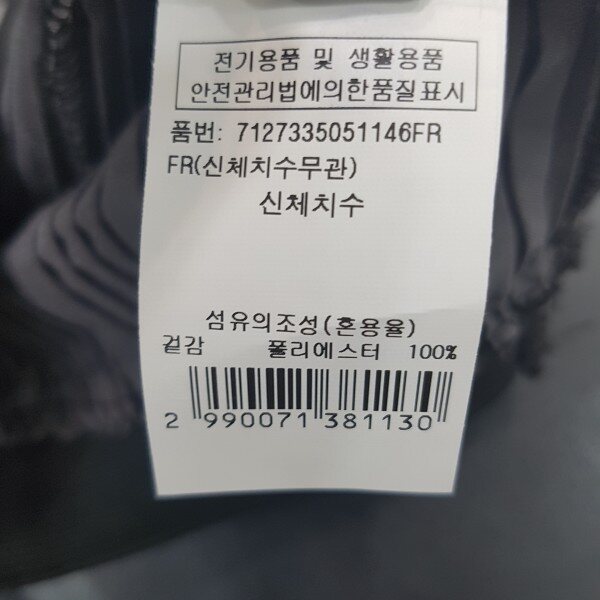 전기용품 및 생활용품
안전관리법에의한품질표시
품번: 7127335051146FR
FR(신체치수무관)
신체치수
섬유의조성(혼용율)
겉감 폴리에스터 100%
2 990071 381130